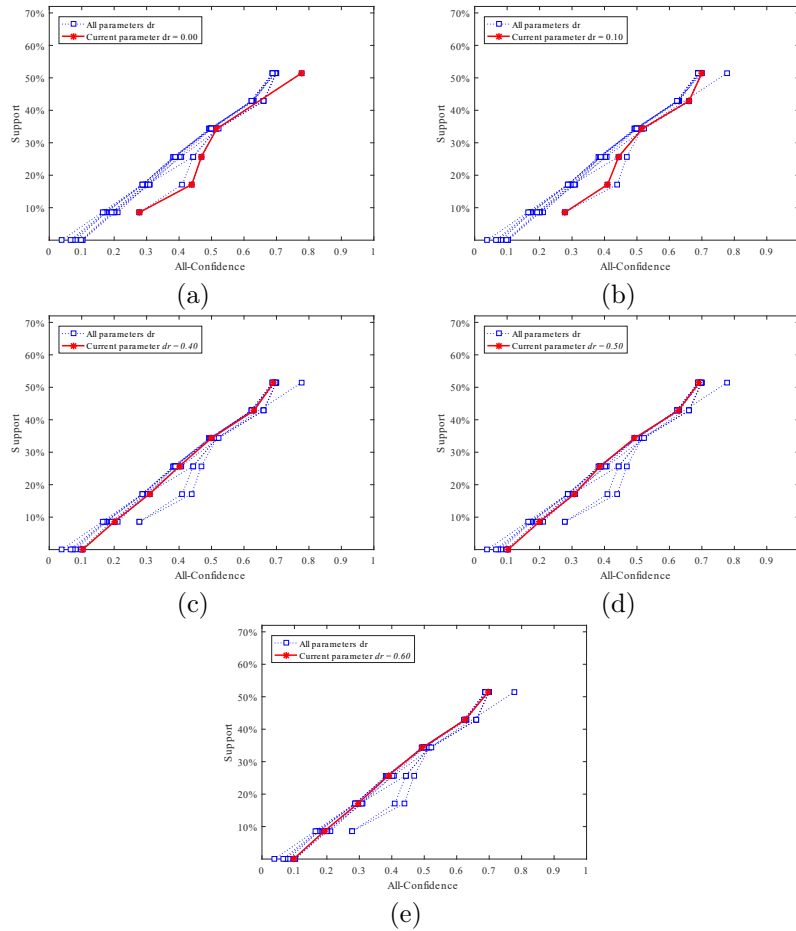 All parameters dr
Current parameter dr = 0.00
70%
60%
50%
40%
30%
20%
10%
Support
0 0.1 0.2 0.3 0.4 0.5 0.6 0.7 0.8 0.9 1
All-Confidence
(a)
All parameters dr
Current parameter dr = 0.10
70%
60%
50%
40%
30%
20%
10%
Support
0 0.1 0.2 0.3 0.4 0.5 0.6 0.7 0.8 0.9
All-Confidence
(b)
All parameters dr
Current parameter dr = 0.40
70%
60%
50%
40%
30%
20%
10%
Support
0 0.1 0.2 0.3 0.4 0.5 0.6 0.7 0.8 0.9 1
All-Confidence
(c)
All parameters dr
Current parameter dr = 0.50
70%
60%
50%
40%
30%
20%
10%
Support
0 0.1 0.2 0.3 0.4 0.5 0.6 0.7 0.8 0.9
All-Confidence
(d)
All parameters dr
Current parameter dr = 0.60
70%
60%
50%
40%
30%
20%
10%
Support
0 0.1 0.2 0.3 0.4 0.5 0.6 0.7 0.8 0.9 1
All-Confidence
(e)